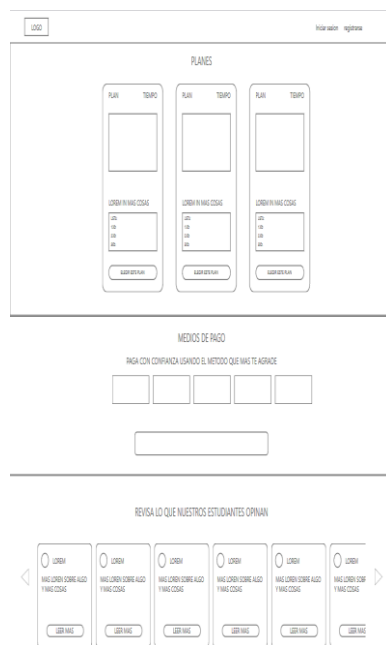 LOGO
Iniciar sesion registrarse
PLANES
PLAN TIEMPO PLAN TIEMPO PLAN TIEMPO
LOREM IN MAS COSAS LOREM IN MAS COSAS LOREM IN MAS COSAS
ELEGIR ESTE PLAN ELEGIR ESTE PLAN ELEGIR ESTE PLAN
MEDIOS DE PAGO
PAGA CON CONFIANZA USANDO EL METODO QUE MAS TE AGRADE
REVISA LO QUE NUESTROS ESTUDIANTES OPINAN
LOREM LOREM LOREM LOREM LOREM LOREM
MAS LOREN SOBRE ALGO MAS LOREN SOBRE ALGO MAS LOREN SOBRE ALGO MAS LOREN SOBRE ALGO MAS LOREN SOBRE ALGO MAS LOREN SOBR
Y MAS COSAS Y MAS COSAS Y MAS COSAS Y MAS COSAS Y MAS COSAS Y MAS COSAS
LEER MAS LEER MAS LEER MAS LEER MAS LEER MAS LEER MAS